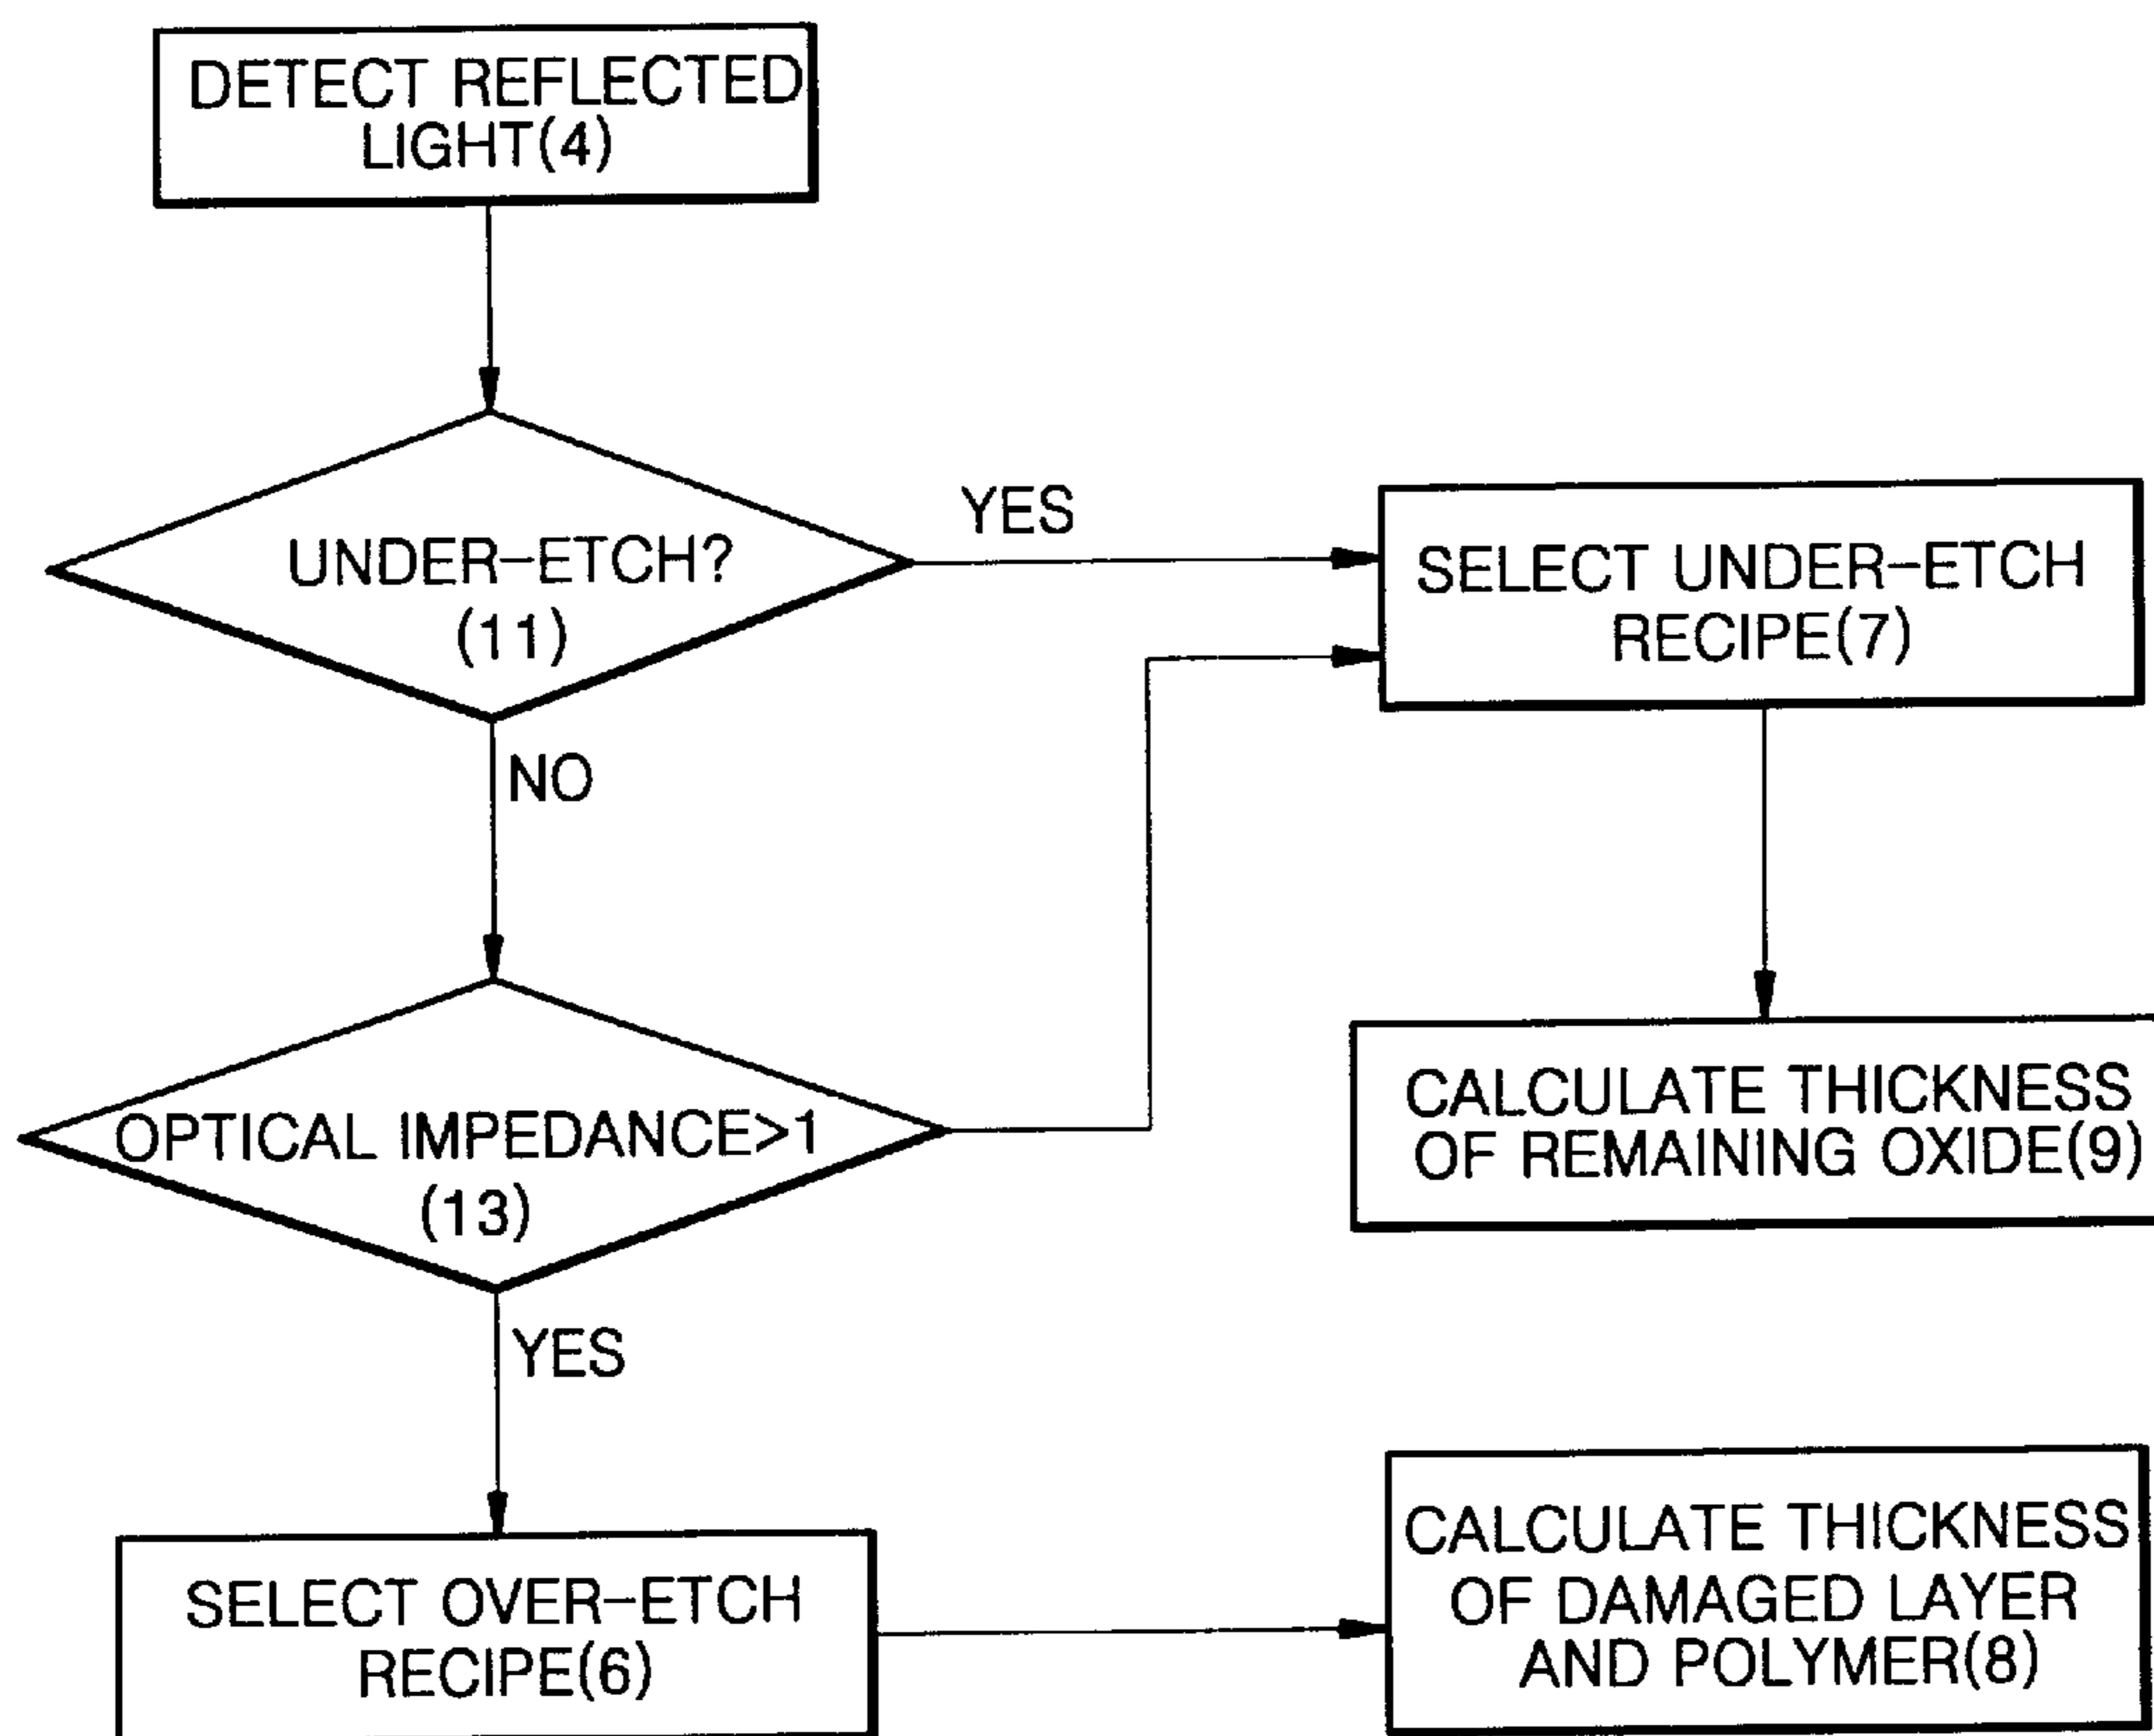 DETECT REFLECTED
LIGHT(4)
UNDER-ETCH?
(11)
YES
SELECT UNDER-ETCH
RECIPE(7)
NO
OPTICAL IMPEDANCE>1
(13)
CALCULATE THICKNESS
OF REMAINING OXIDE(9)
YES
SELECT OVER-ETCH
RECIPE(6)
CALCULATE THICKNESS
OF DAMAGED LAYER
AND POLYMER(8)